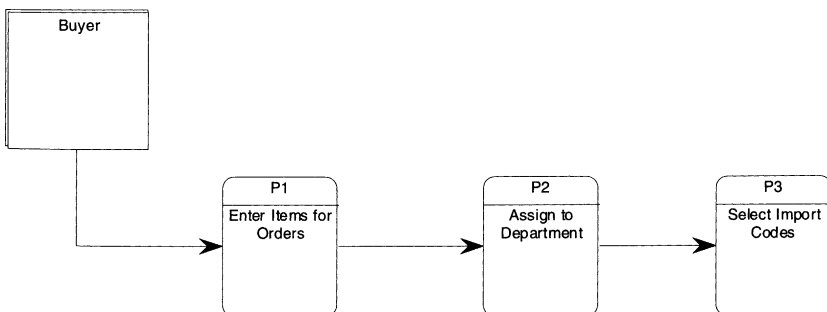 Buyer
P1
Enter Items for
Orders
P2
Assign to
Department
P3
Select Import
Codes